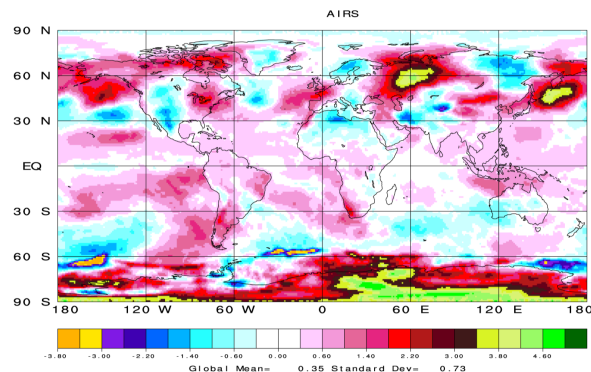 AIRS
90 N
60 N
30 N
EQ
30 S
60 S
90 S
180 120 W 60 W 0 60 E 120 E 180
-3.80 -3.00 -2.20 -1.40 -0.60 0.00 0.60 1.40 2.20 3.00 3.80 4.60
Global Mean= 0.35 Standard Dev= 0.73